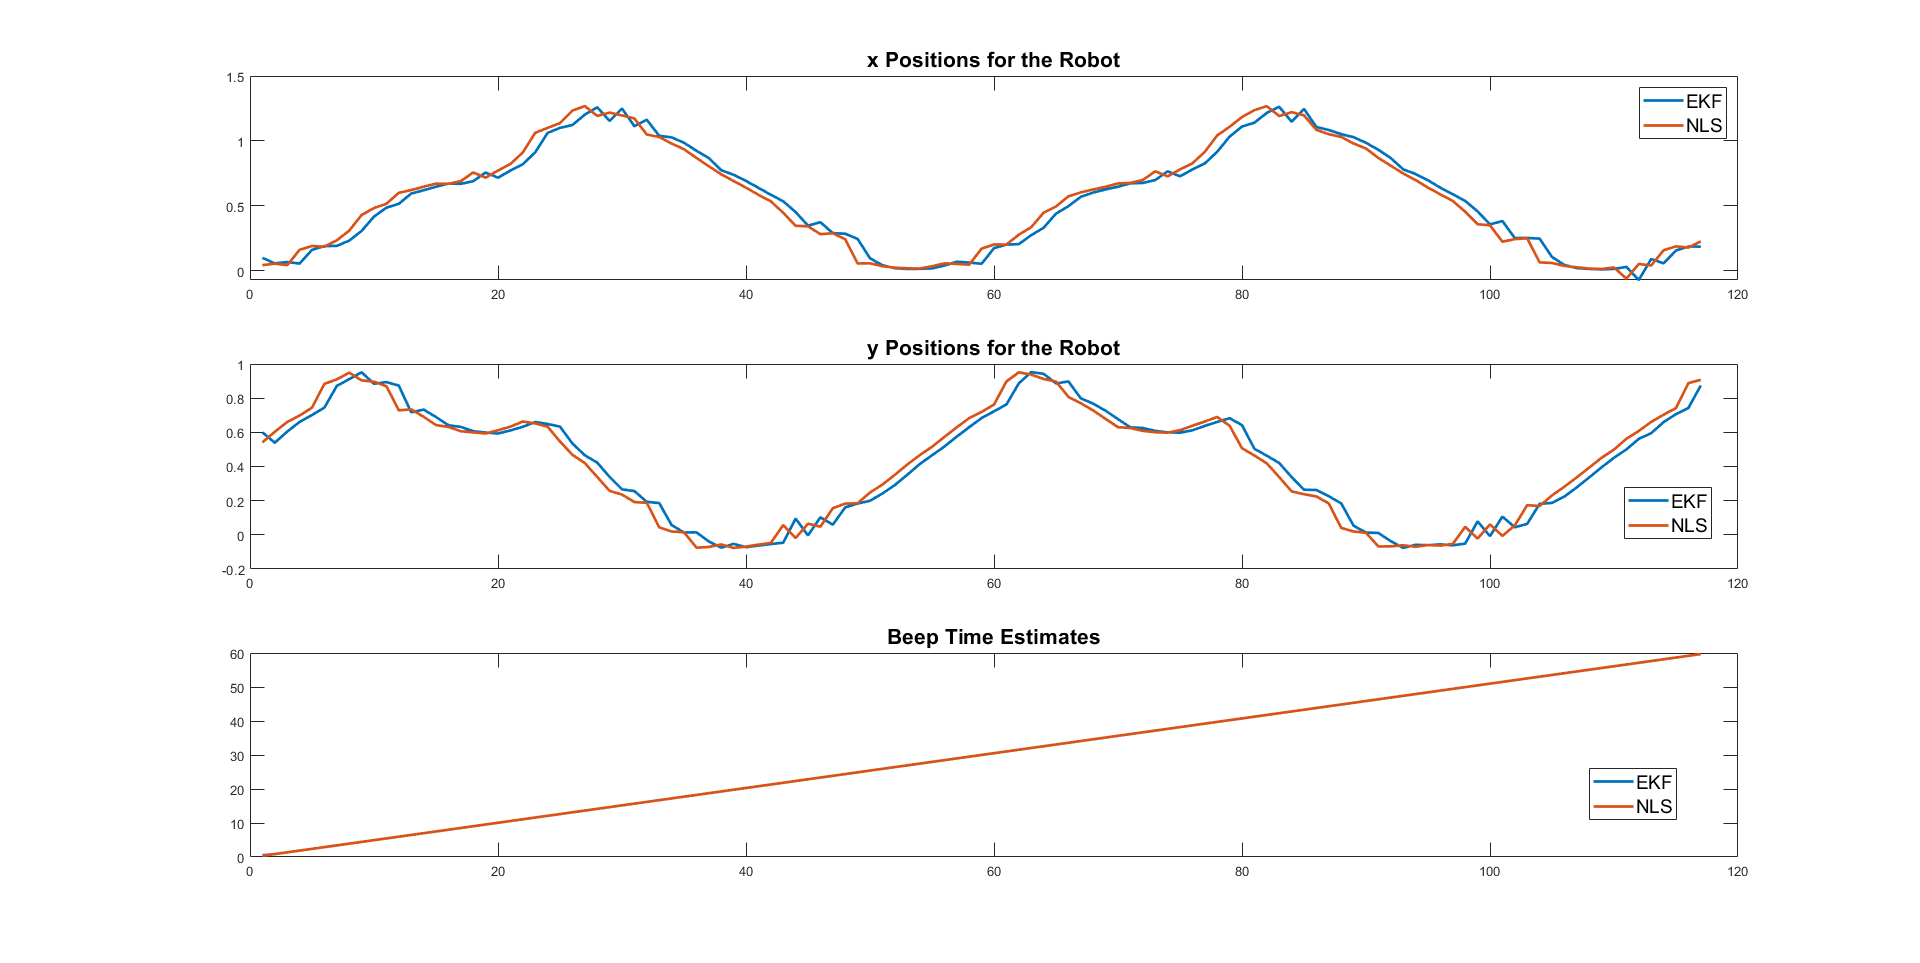 x Positions for the Robot
1.5
1
0.5
0
0 20 40 60 80 100 120
EKF
NLS
y Positions for the Robot
1
0.8
0.6
0.4
0.2
0
-0.2
0 20 40 60 80 100 120
EKF
NLS
Beep Time Estimates
60
50
40
30
20
10
0
0 20 40 60 80 100 120
EKF
NLS